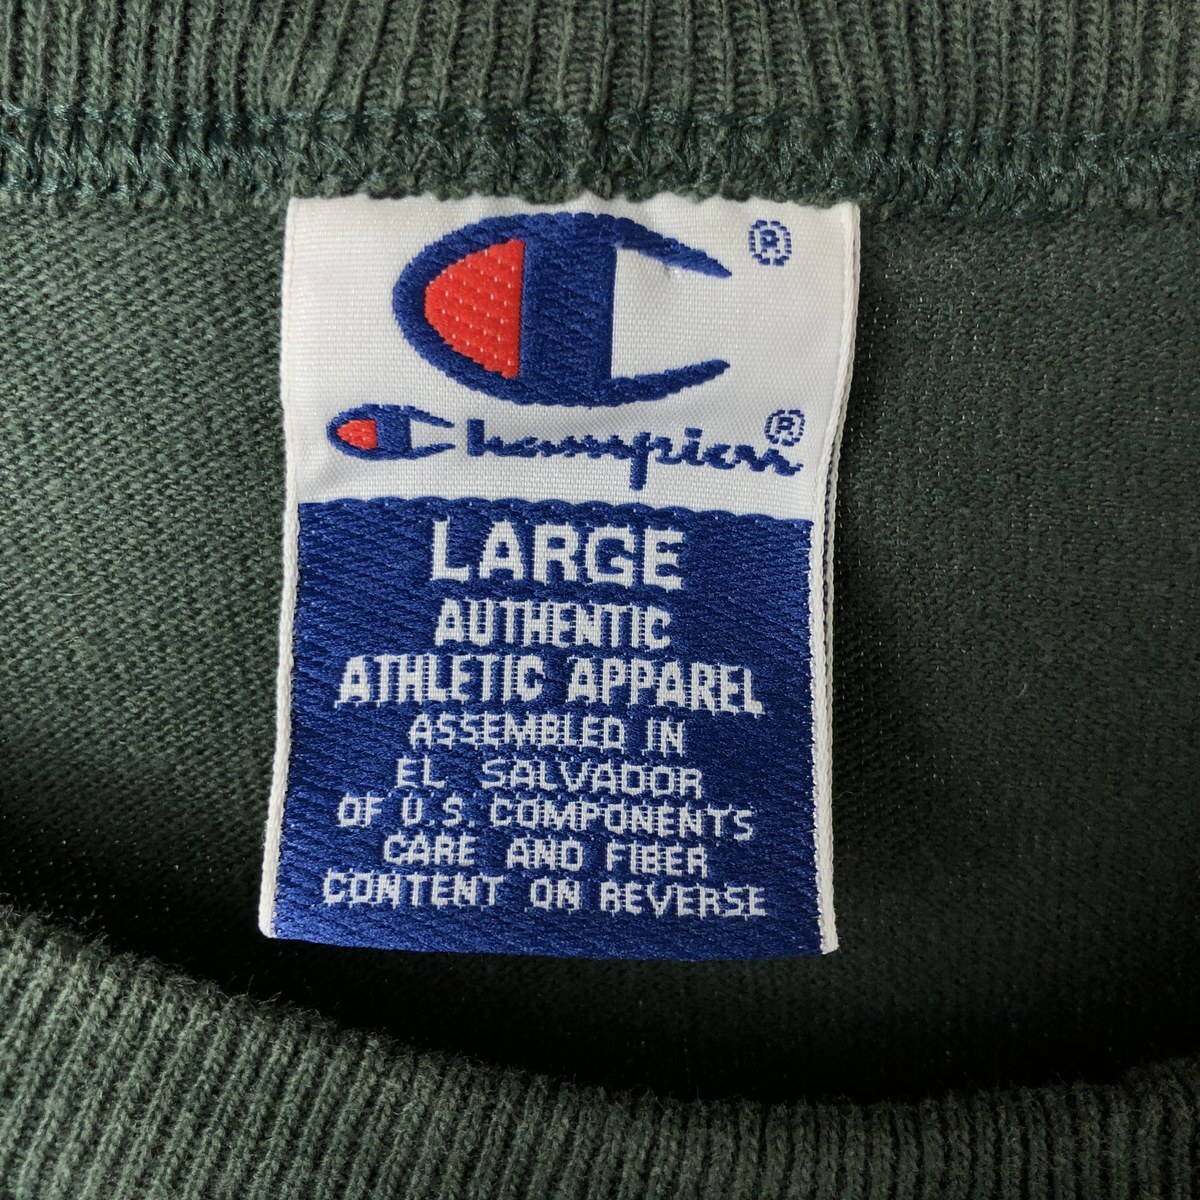 ®
Champion®
LARGE
AUTHENTIC
ATHLETIC APPAREL
ASSEMBLED IN
EL SALVADOR
OF U.S. COMPONENTS
CARE AND FIBER
CONTENT ON REVERSE